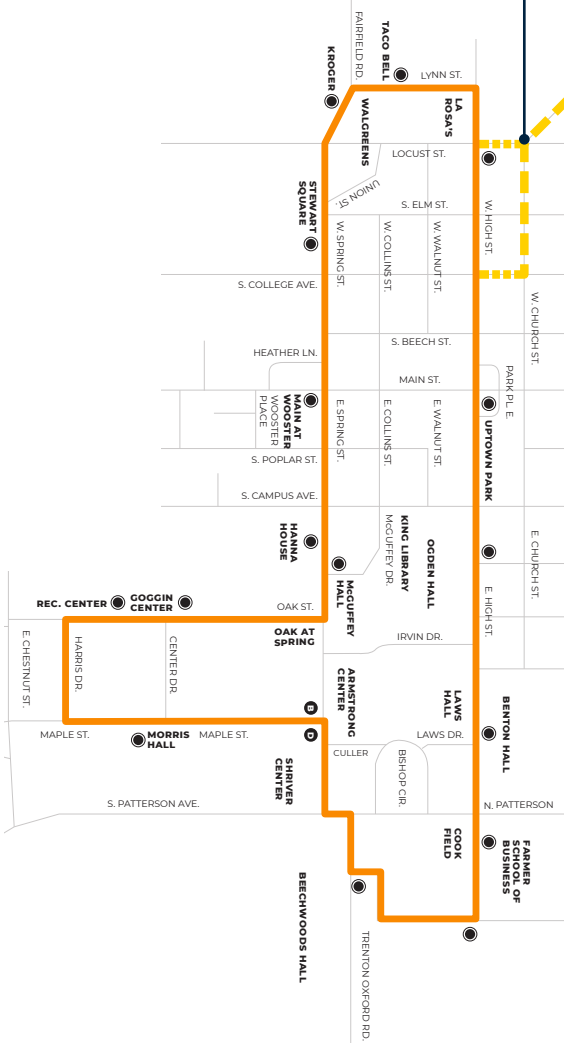 FAIRFIELD RD.
TACO BELL
LYNN ST.
KROGER
WALGREENS
LA
ROSA'S
LOCUST ST.
UNION ST.
STEWART
SQUARE
S. ELM ST.
W. SPRING ST.
W. COLLINS ST.
W. WALNUT ST.
W. HIGH ST.
W. CHURCH ST.
S. COLLEGE AVE.
S. BEECH ST.
HEATHER LN.
MAIN ST.
PARK PL E.
MAIN AT
WOOSTER
WOOSTER
PLACE
E. SPRING ST.
E. COLLINS ST.
E. WALNUT ST.
UPTOWN PARK
S. POPLAR ST.
S. CAMPUS AVE.
HANNA
HOUSE
McGUFFEY DR.
KING LIBRARY
OGDEN HALL
E. HIGH ST.
E. CHURCH ST.
McGUFFEY
HALL
REC. CENTER
GOGGIN
CENTER
OAK ST.
OAK AT
SPRING
IRVIN DR.
E. CHESTNUT ST.
HARRIS DR.
CENTER DR.
ARMSTRONG
CENTER
LAWS
HALL
BENTON HALL
B
D
MAPLE ST.
MORRIS
HALL
MAPLE ST.
LAWS DR.
CULLER
BISHOP CIR.
SHRIVER
CENTER
S. PATTERSON AVE.
N. PATTERSON
COOK
FIELD
FARMER
SCHOOL OF
BUSINESS
BEECHWOODS HALL
TRENTON OXFORD RD.